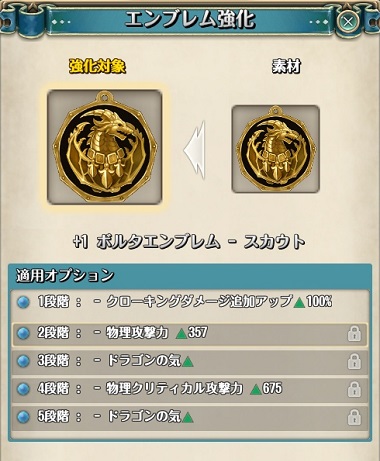 エンブレム強化
強化対象 素材
+1 ボルタエンブレム - スカウト
適用オプション
1段階 : - クローキングダメージ追加アップ▲100%
2段階 : - 物理攻撃力 ▲357
3段階 : - ドラゴンの気▲
4段階 : - 物理クリティカル攻撃力 ▲675
5段階 : - ドラゴンの気▲